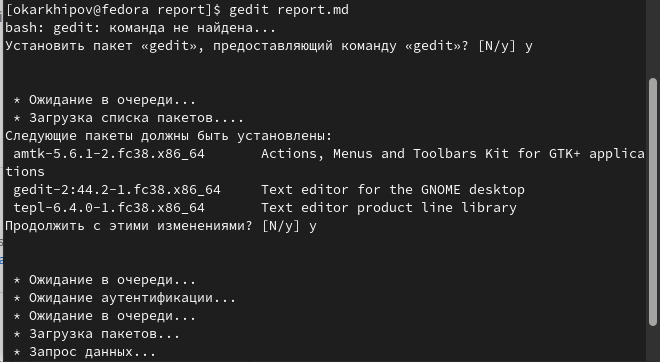 [okarkhipov@fedora report]$ gedit report.md
bash: gedit: команда не найдена...
Установить пакет «gedit», предоставляющий команду «gedit»? [N/y] y
* Ожидание в очереди...
* Загрузка списка пакетов....
Следующие пакеты должны быть установлены:
amtk-5.6.1-2.fc38.x86_64 Actions, Menus and Toolbars Kit for GTK+ applica
tions
gedit-2:44.2-1.fc38.x86_64 Text editor for the GNOME desktop
tepl-6.4.0-1.fc38.x86_64 Text editor product line library
Продолжить с этими изменениями? [N/y] y
* Ожидание в очереди...
* Ожидание аутентификации...
* Ожидание в очереди...
* Загрузка пакетов...
* Запрос данных...